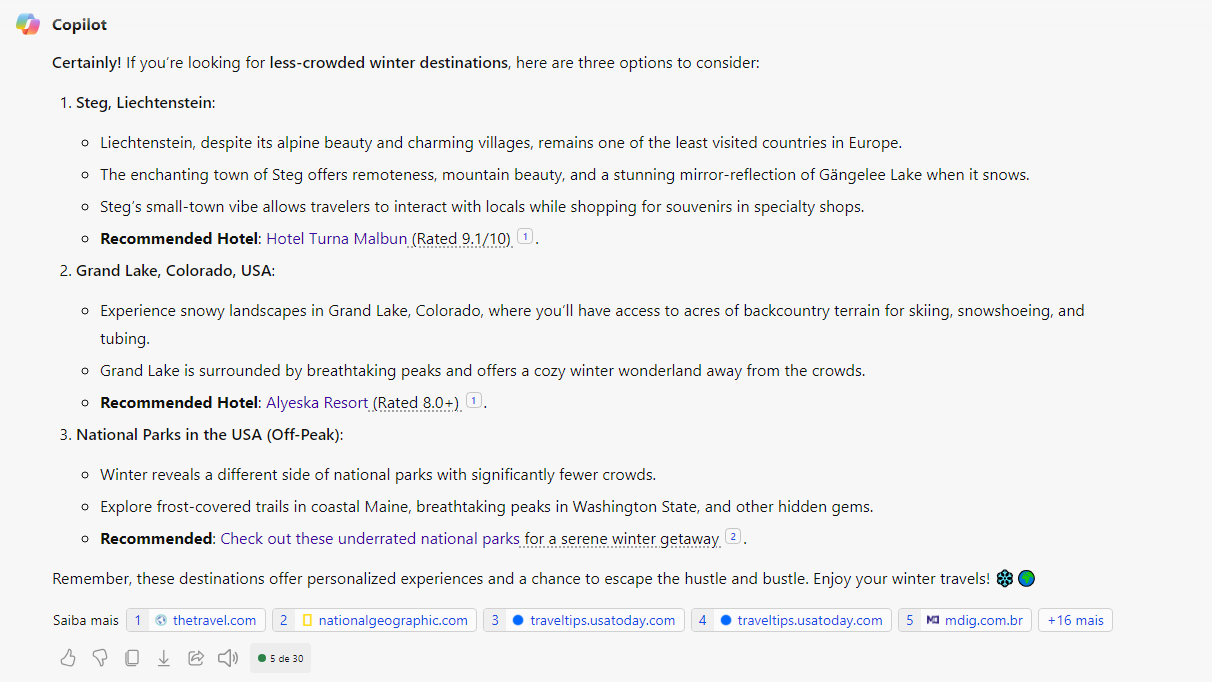 Copilot
Certainly! If you’re looking for less-crowded winter destinations, here are three options to consider:
1. Steg, Liechtenstein:
Liechtenstein, despite its alpine beauty and charming villages, remains one of the least visited countries in Europe.
The enchanting town of Steg offers remoteness, mountain beauty, and a stunning mirror-reflection of Gängelee Lake when it snows.
Steg’s small-town vibe allows travelers to interact with locals while shopping for souvenirs in specialty shops.
Recommended Hotel: Hotel Turna Malbun (Rated 9.1/10) 1.
2. Grand Lake, Colorado, USA:
Experience snowy landscapes in Grand Lake, Colorado, where you’ll have access to acres of backcountry terrain for skiing, snowshoeing, and
tubing.
Grand Lake is surrounded by breathtaking peaks and offers a cozy winter wonderland away from the crowds.
Recommended Hotel: Alyeska Resort (Rated 8.0+) 1.
3. National Parks in the USA (Off-Peak):
Winter reveals a different side of national parks with significantly fewer crowds.
Explore frost-covered trails in coastal Maine, breathtaking peaks in Washington State, and other hidden gems.
Recommended: Check out these underrated national parks for a serene winter getaway 2.
Remember, these destinations offer personalized experiences and a chance to escape the hustle and bustle. Enjoy your winter travels!
Saiba mais 1 thetravel.com 2 nationalgeographic.com 3 traveltips.usatoday.com 4 traveltips.usatoday.com 5 MD mdig.com.br +16 mais
5 de 30